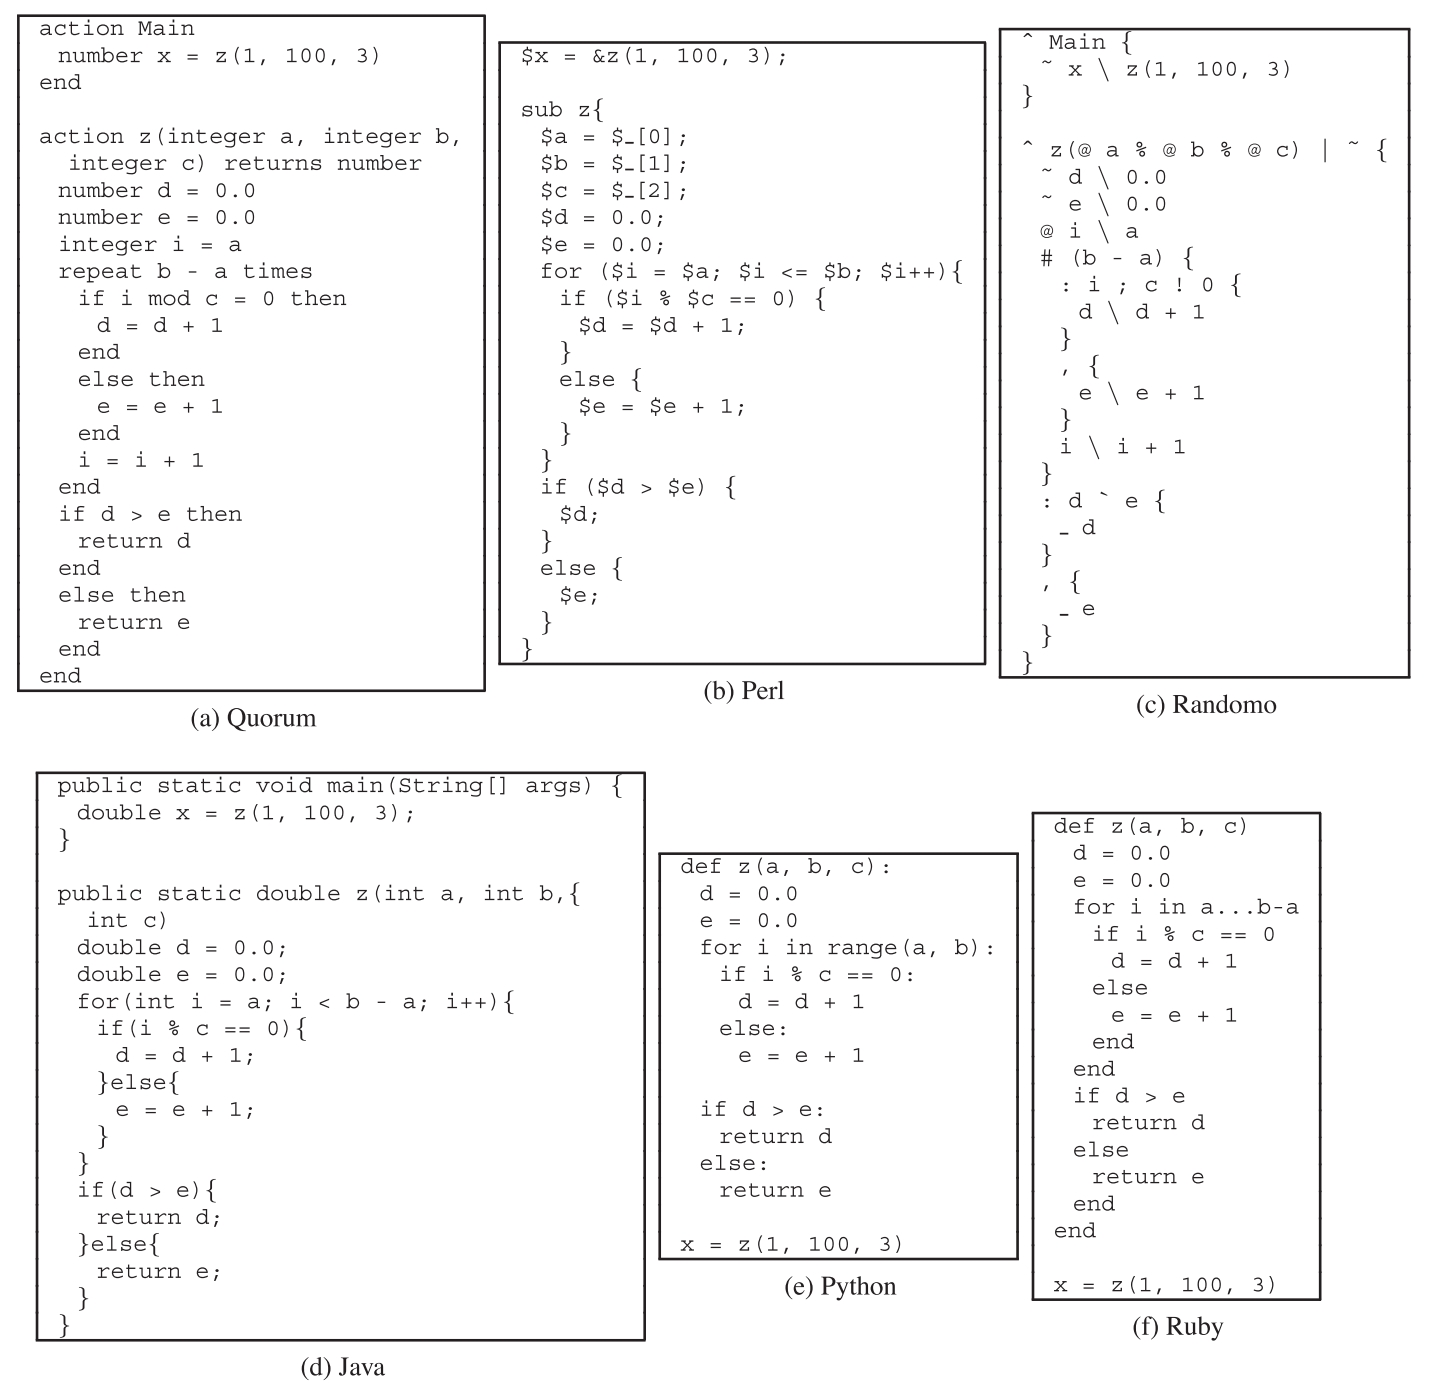 action Main
number x = z(1, 100, 3)
end
action z(integer a, integer b,
integer c) returns number
number d = 0.0
number e = 0.0
integer i = a
repeat b - a times
if i mod c = 0 then
d = d + 1
end
else then
e = e + 1
end
i = i + 1
end
if d > e then
return d
end
else then
return e
end
end
(a) Quorum
$x = &z(1, 100, 3);
sub z{
$a = $_[0];
$b = $_[1];
$c = $_[2];
$d = 0.0;
$e = 0.0;
for ($i = $a; $i <= $b; $i++){
if ($i % $c == 0) {
$d = $d + 1;
}
else {
$e = $e + 1;
}
}
if ($d > $e) {
$d;
}
else {
$e;
}
}
(b) Perl
ˆ Main {
˜ x \ z(1, 100, 3)
}
ˆ z(@ a % @ b % @ c) | ˜ {
˜ d \ 0.0
˜ e \ 0.0
@ i \ a
# (b - a) {
: i ; c ! 0 {
d \ d + 1
}
, {
e \ e + 1
}
i \ i + 1
}
: d ` e {
_ d
}
, {
_ e
}
}
(c) Randomo
public static void main(String[] args) {
double x = z(1, 100, 3);
}
public static double z(int a, int b,{
int c)
double d = 0.0;
double e = 0.0;
for(int i = a; i < b - a; i++){
if(i % c == 0){
d = d + 1;
}else{
e = e + 1;
}
}
if(d > e){
return d;
}else{
return e;
}
}
(d) Java
def z(a, b, c):
d = 0.0
e = 0.0
for i in range(a, b):
if i % c == 0:
d = d + 1
else:
e = e + 1
if d > e:
return d
else:
return e
x = z(1, 100, 3)
(e) Python
def z(a, b, c)
d = 0.0
e = 0.0
for i in a...b-a
if i % c == 0
d = d + 1
else
e = e + 1
end
end
if d > e
return d
else
return e
end
end
x = z(1, 100, 3)
(f) Ruby